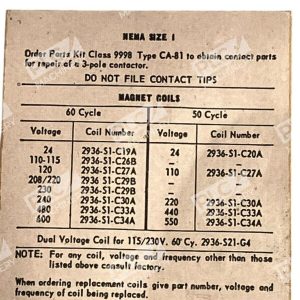 NEMA SIZE 1
Order Parts Kit Class 9998 Type CA-81 to obtain contact parts
for repair of a 3-pole contactor.
DO NOT FILE CONTACT TIPS
MAGNET COILS
60 Cycle 50 Cycle
Voltage Coil Number Voltage Coil Number
24 2936-S1-C19A 24 2936-S1-C20A
110-115 2936-S1-C26B –
120 2936-S1-C27A 110 2936-S1-C27A
208/220 2936-S1-C29B –
230 2936-S1-C29B –
240 2936-S1-C30A 220 2936-S1-C30A
480 2936-S1-C33A 440 2936-S1-C33A
600 2936-S1-C34A 550 2936-S1-C34A
Dual Voltage Coil for 115/230V. 60 Cy. 2936-S21-G4
NOTE: For any coil, voltage and frequency other than those
listed above consult factory.
When ordering replacement coils give part number, voltage and
frequency of coil being replaced.